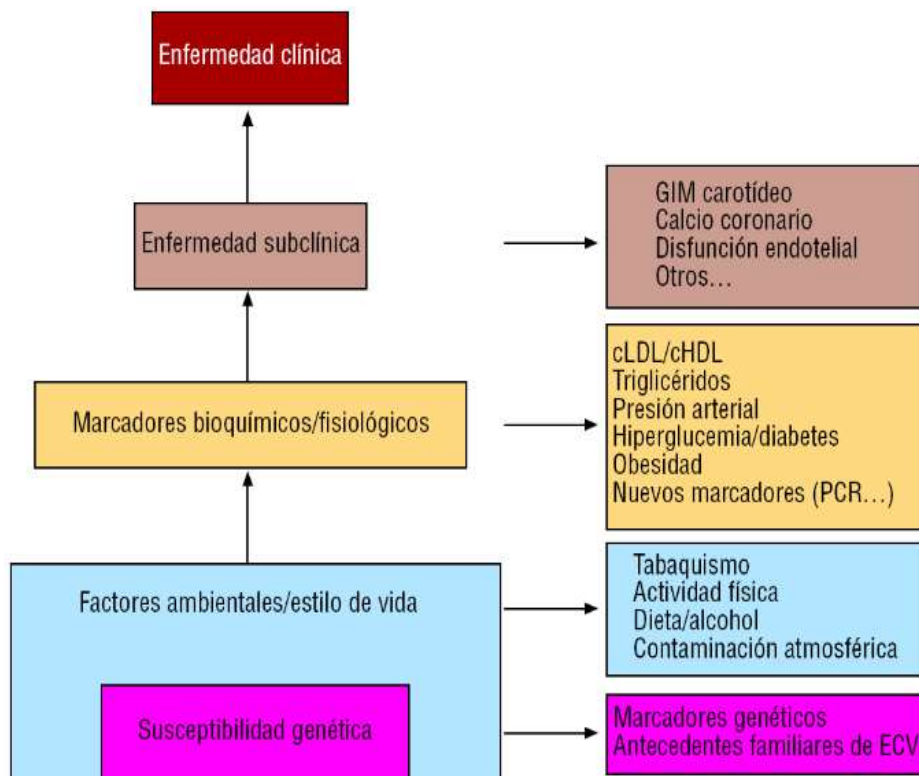 Enfermedad clínica
Enfermedad subclínica
GIM carotídeo
Calcio coronario
Disfunción endotelial
Otros...
Marcadores bioquímicos/fisiológicos
cLDL/cHDL
Triglicéridos
Presión arterial
Hiperglucemia/diabetes
Obesidad
Nuevos marcadores (PCR...)
Factores ambientales/estilo de vida
Tabaquismo
Actividad física
Dieta/alcohol
Contaminación atmosférica
Susceptibilidad genética
Marcadores genéticos
Antecedentes familiares de ECV